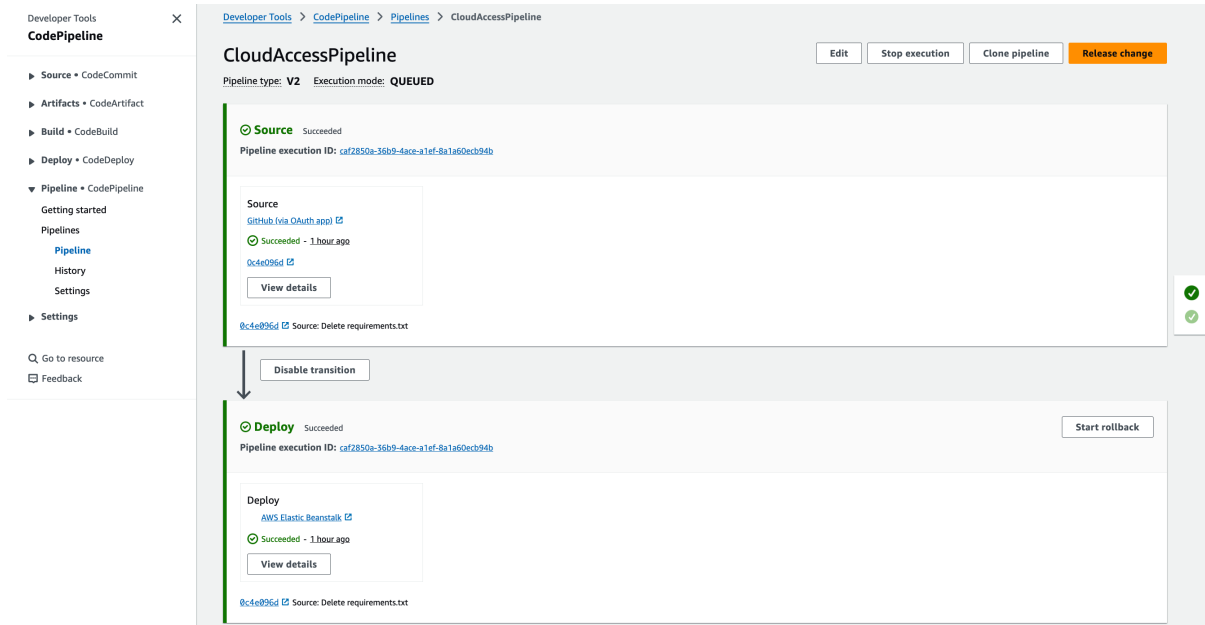 Developer Tools
CodePipeline
Source • CodeCommit
Artifacts • CodeArtifact
Build • CodeBuild
Deploy • CodeDeploy
Pipeline • CodePipeline
Getting started
Pipelines
Pipeline
History
Settings
Settings
Go to resource
Feedback
Developer Tools > CodePipeline > Pipelines > CloudAccessPipeline
CloudAccessPipeline
Edit
Stop execution
Clone pipeline
Release change
Pipeline type: V2 Execution mode: QUEUED
Source Succeeded
Pipeline execution ID: caf2850a-36b9-4ace-a1ef-8a1a60ecb94b
Source
GitHub (via OAuth app)
Succeeded - 1 hour ago
0c4e096d
View details
0c4e096d Source: Delete requirements.txt
Disable transition
Deploy Succeeded
Start rollback
Pipeline execution ID: caf2850a-36b9-4ace-a1ef-8a1a60ecb94b
Deploy
AWS Elastic Beanstalk
Succeeded - 1 hour ago
View details
0c4e096d Source: Delete requirements.txt